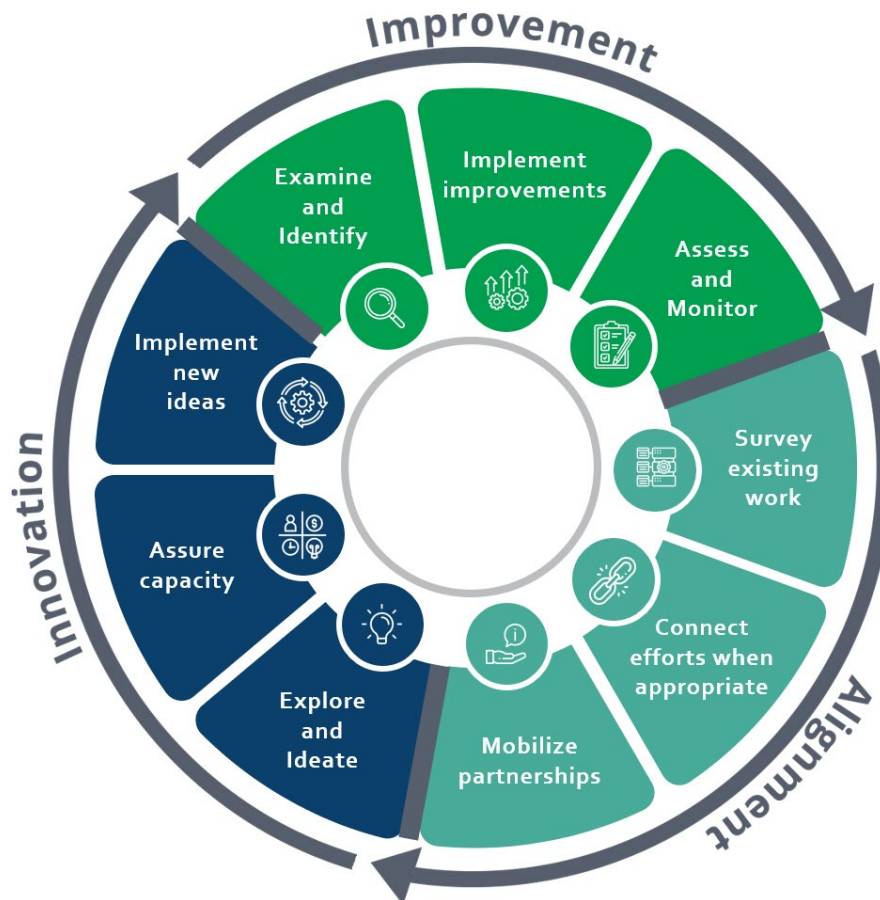 Improvement
Examine
and
Identify
Implement
improvements
Assess
and
Monitor
Survey
existing
work
Connect
efforts when
appropriate
Mobilize
partnerships
Alignment
Explore
and
Ideate
Assure
capacity
Implement
new
ideas
Innovation
$
i